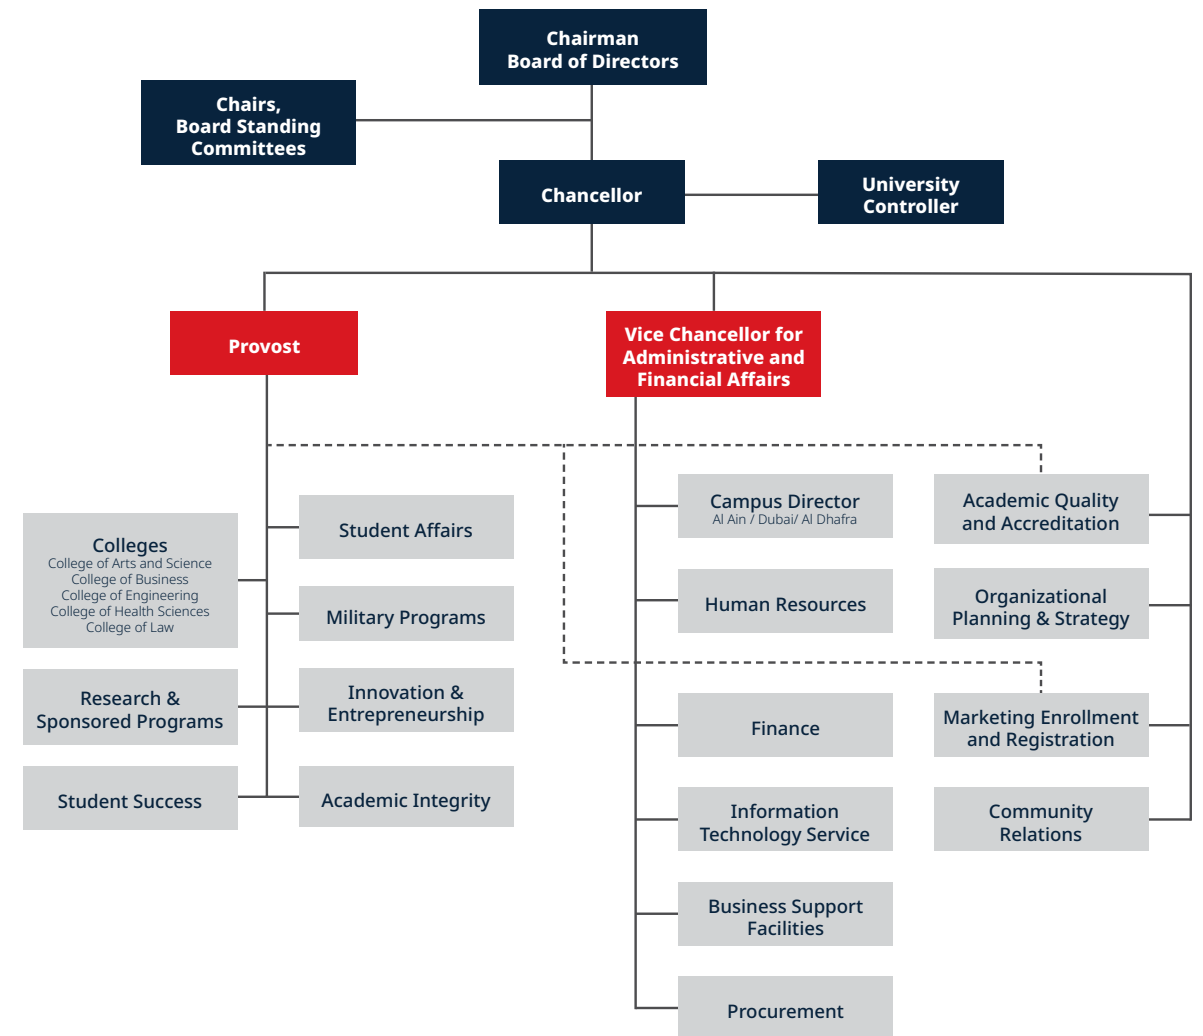 Chairman
Board of Directors
Chairs,
Board Standing
Committees
Chancellor
University
Controller
Provost
Vice Chancellor for
Administrative and
Financial Affairs
Colleges
College of Arts and Science
College of Business
College of Engineering
College of Health Sciences
College of Law
Research &
Sponsored Programs
Student Success
Student Affairs
Military Programs
Innovation &
Entrepreneurship
Academic Integrity
Campus Director
Al Ain / Dubai/ Al Dhafra
Human Resources
Finance
Information
Technology Service
Business Support
Facilities
Procurement
Academic Quality
and Accreditation
Organizational
Planning & Strategy
Marketing Enrollment
and Registration
Community
Relations